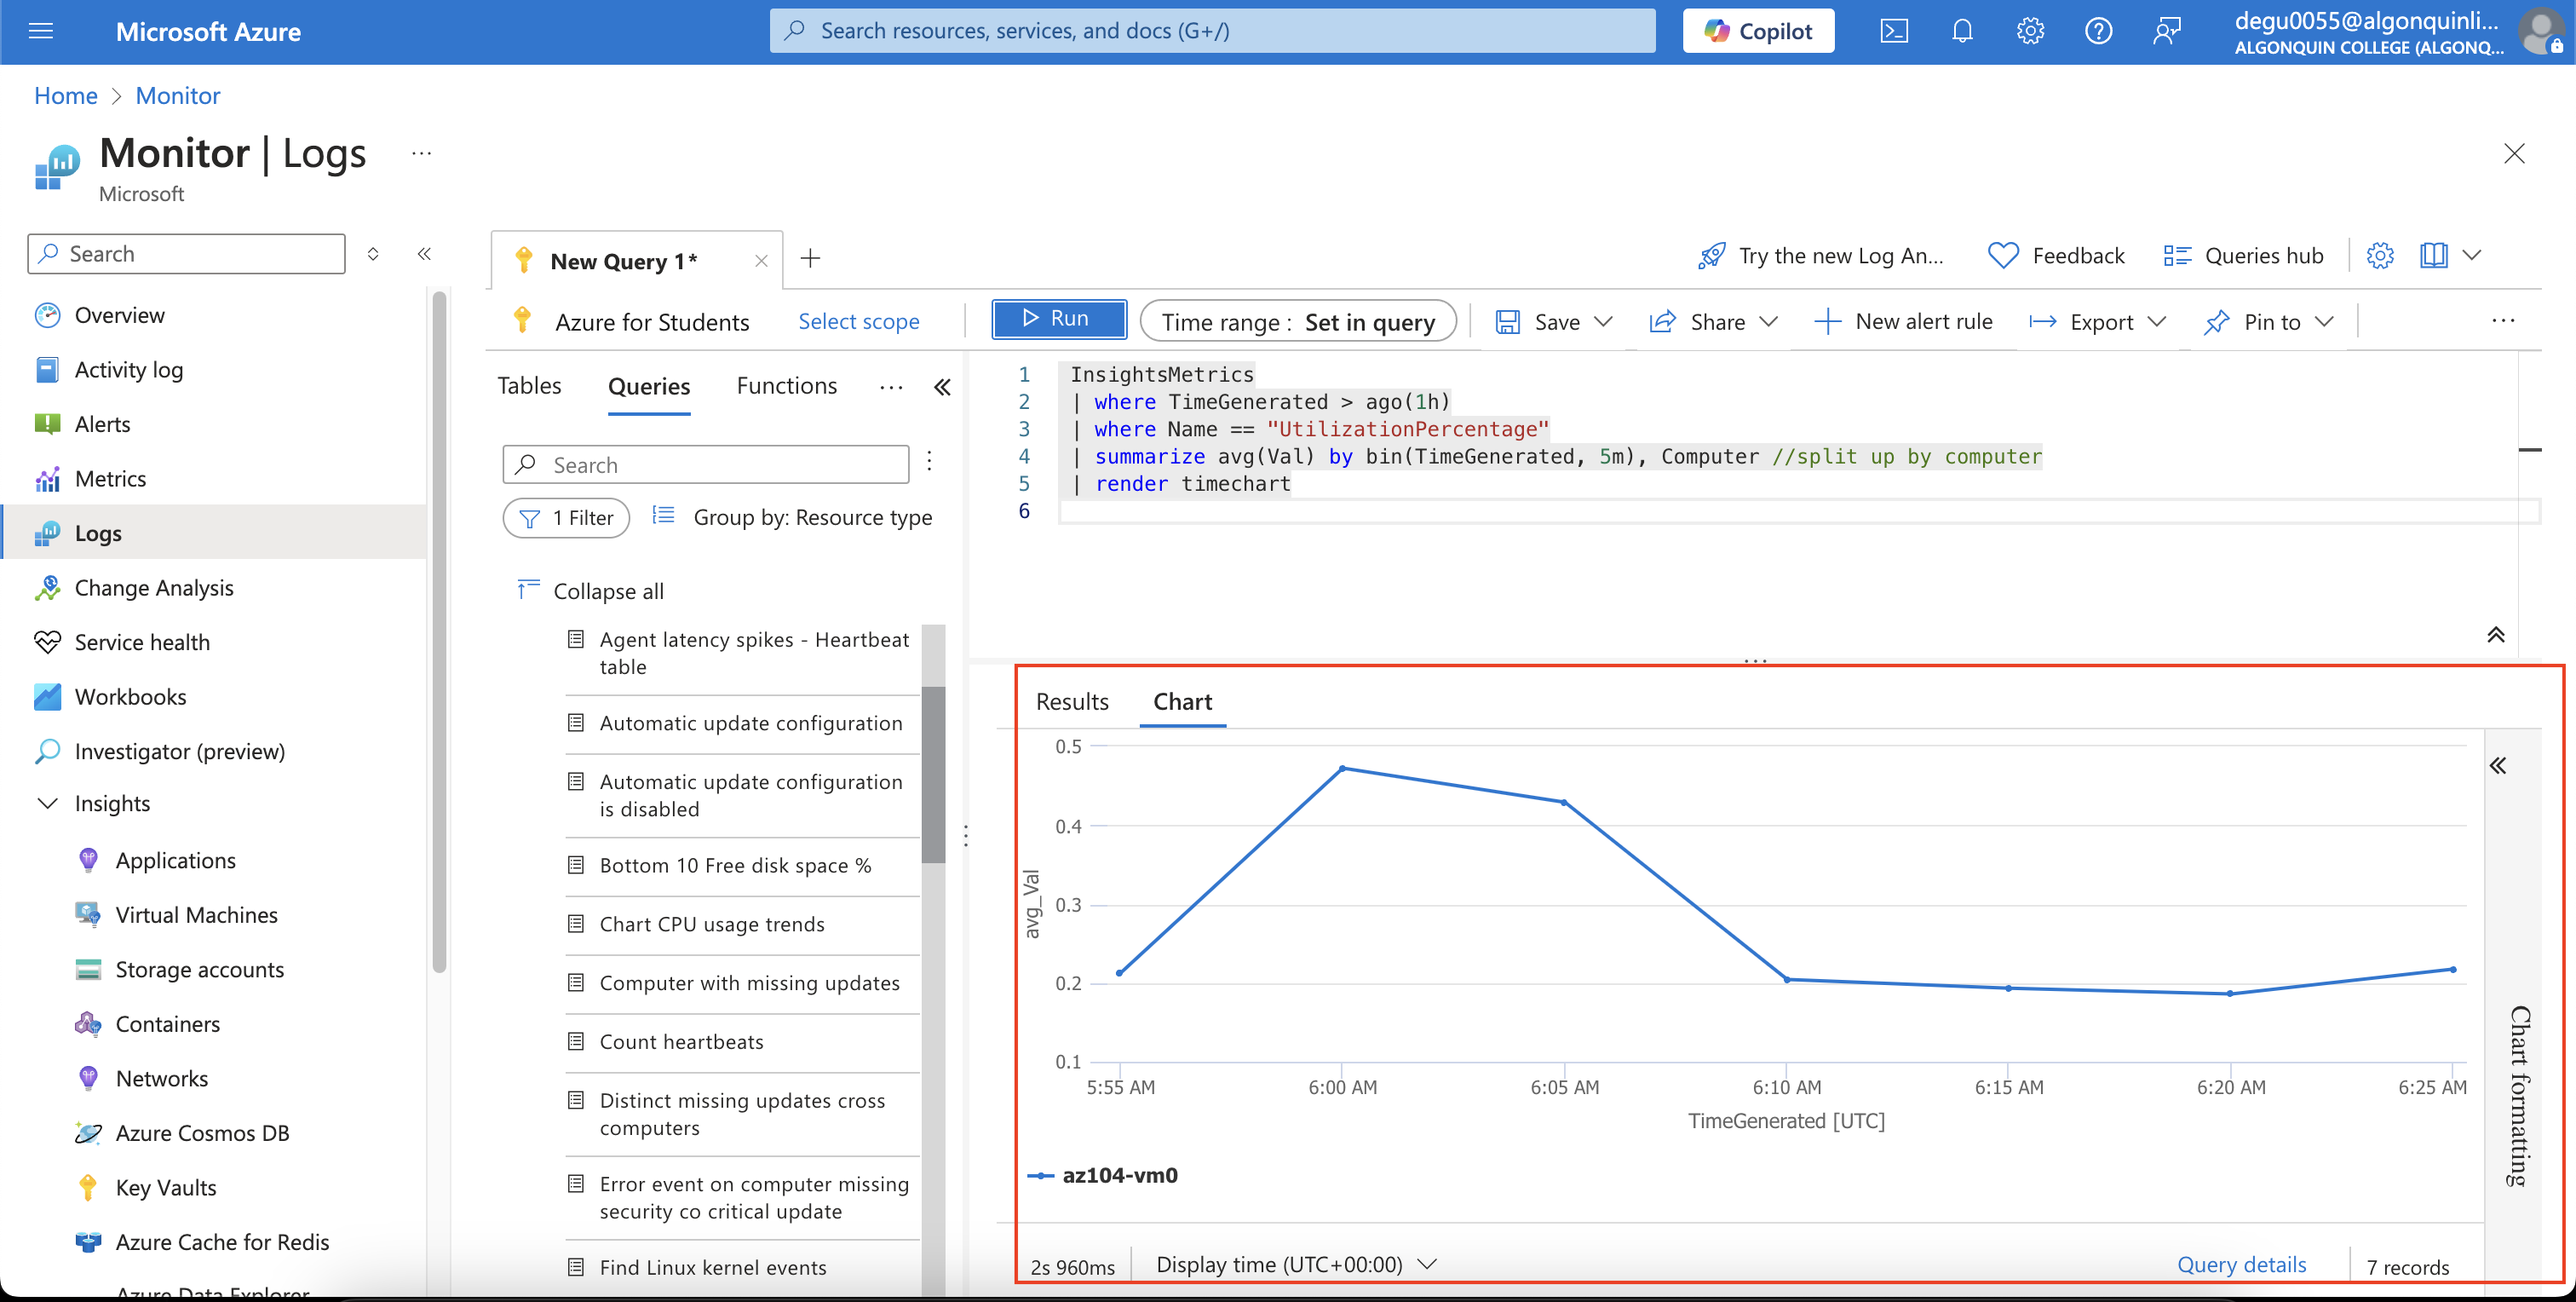 Microsoft Azure
Search resources, services, and docs (G+/)
Copilot
degu0055@algonquinli...
ALGONQUIN COLLEGE (ALGONQ...
Home > Monitor
Monitor | Logs ...
Microsoft
Search
Overview
Activity log
Alerts
Metrics
Logs
Change Analysis
Service health
Workbooks
Investigator (preview)
Insights
Applications
Virtual Machines
Storage accounts
Containers
Networks
Azure Cosmos DB
Key Vaults
Azure Cache for Redis
Azure Data Explorer
New Query 1*
Try the new Log An...
Feedback
Queries hub
Azure for Students
Select scope
Run
Time range : Set in query
Save
Share
New alert rule
Export
Pin to
Tables
Queries
Functions
Search
1 Filter
Group by: Resource type
Collapse all
Agent latency spikes - Heartbeat
table
Automatic update configuration
Automatic update configuration
is disabled
Bottom 10 Free disk space %
Chart CPU usage trends
Computer with missing updates
Count heartbeats
Distinct missing updates cross
computers
Error event on computer missing
security co critical update
Find Linux kernel events
1 InsightsMetrics
2 | where TimeGenerated > ago(1h)
3 | where Name == "UtilizationPercentage"
4 | summarize avg(Val) by bin(TimeGenerated, 5m), Computer //split up by computer
5 | render timechart
6
Results
Chart
0.5
0.4
0.3
0.2
0.1
avg_Val
5:55 AM
6:00 AM
6:05 AM
6:10 AM
6:15 AM
6:20 AM
6:25 AM
TimeGenerated [UTC]
az104-vm0
Chart formatting
2s 960ms
Display time (UTC+00:00)
Query details
7 records